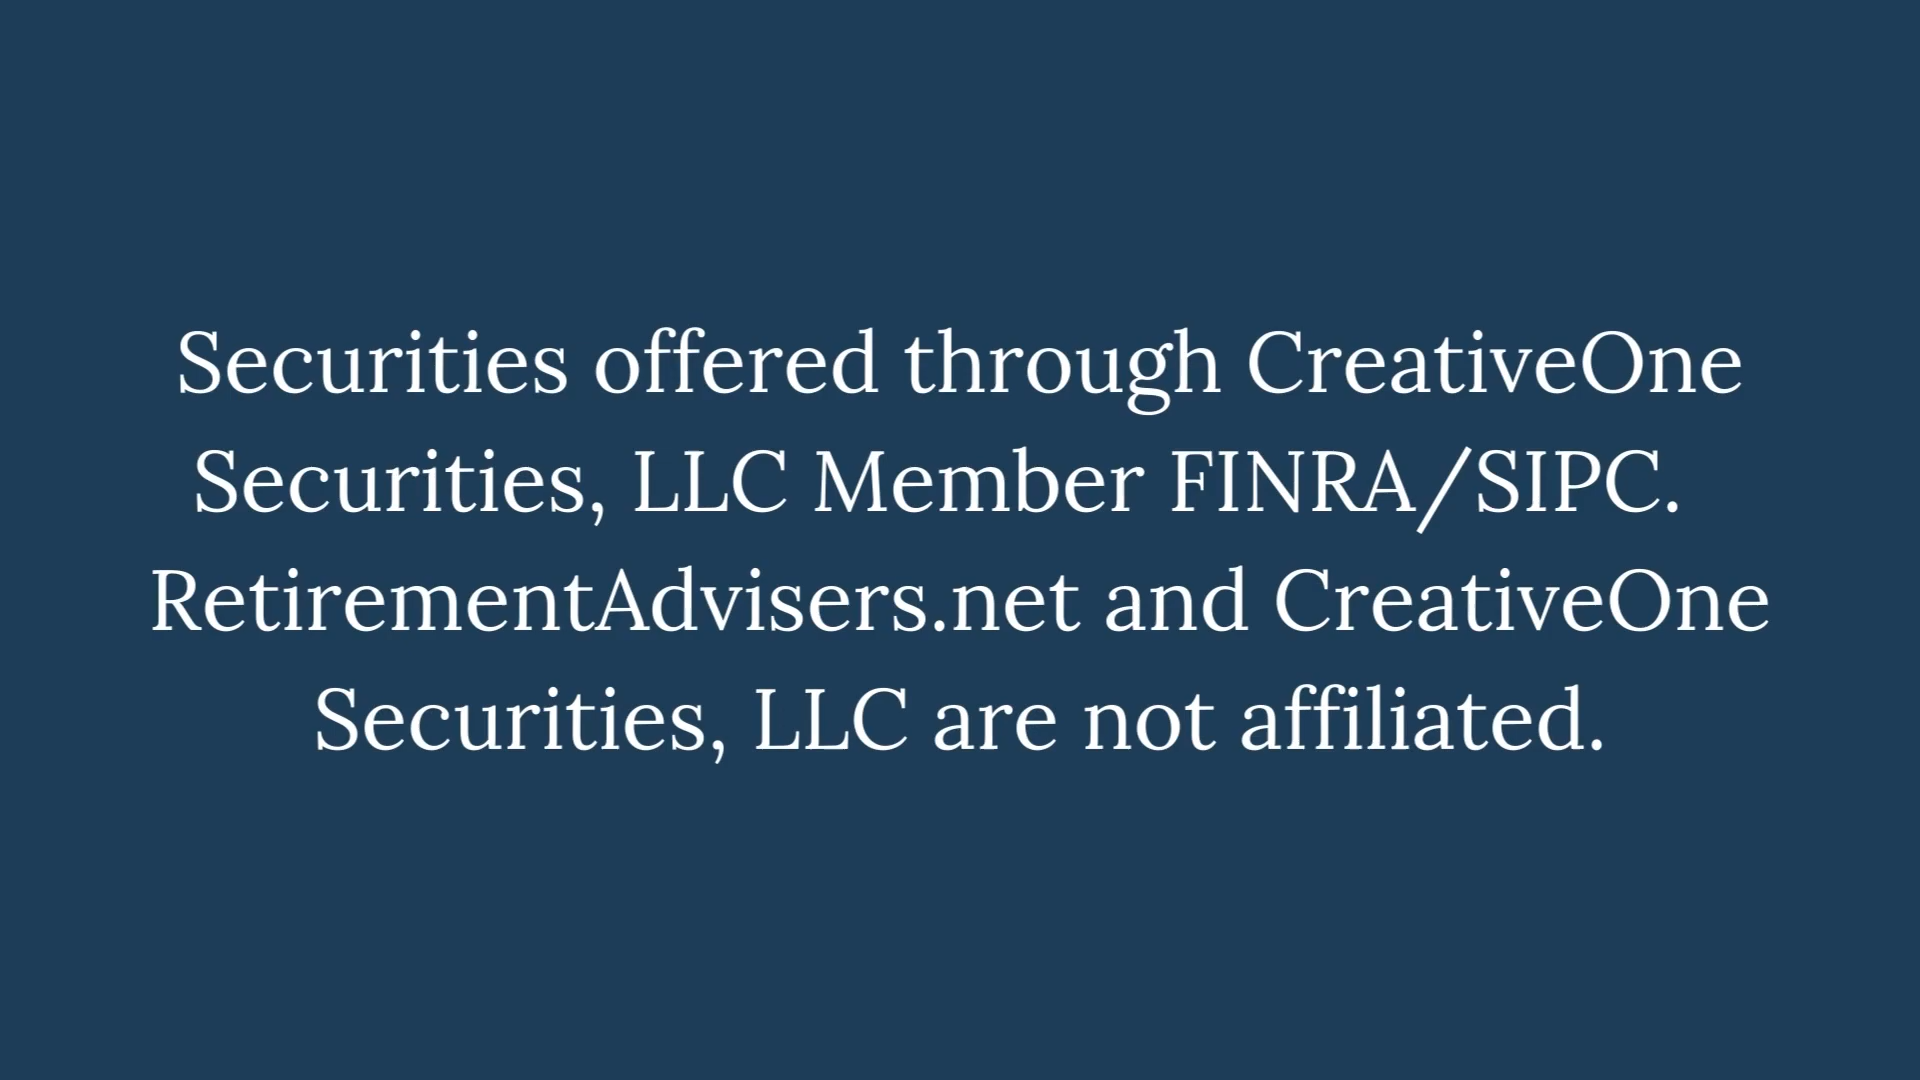 Securities offered through CreativeOne
Securities, LLC Member FINRA/SIPC.
RetirementAdvisers.net and CreativeOne
Securities, LLC are not affiliated.